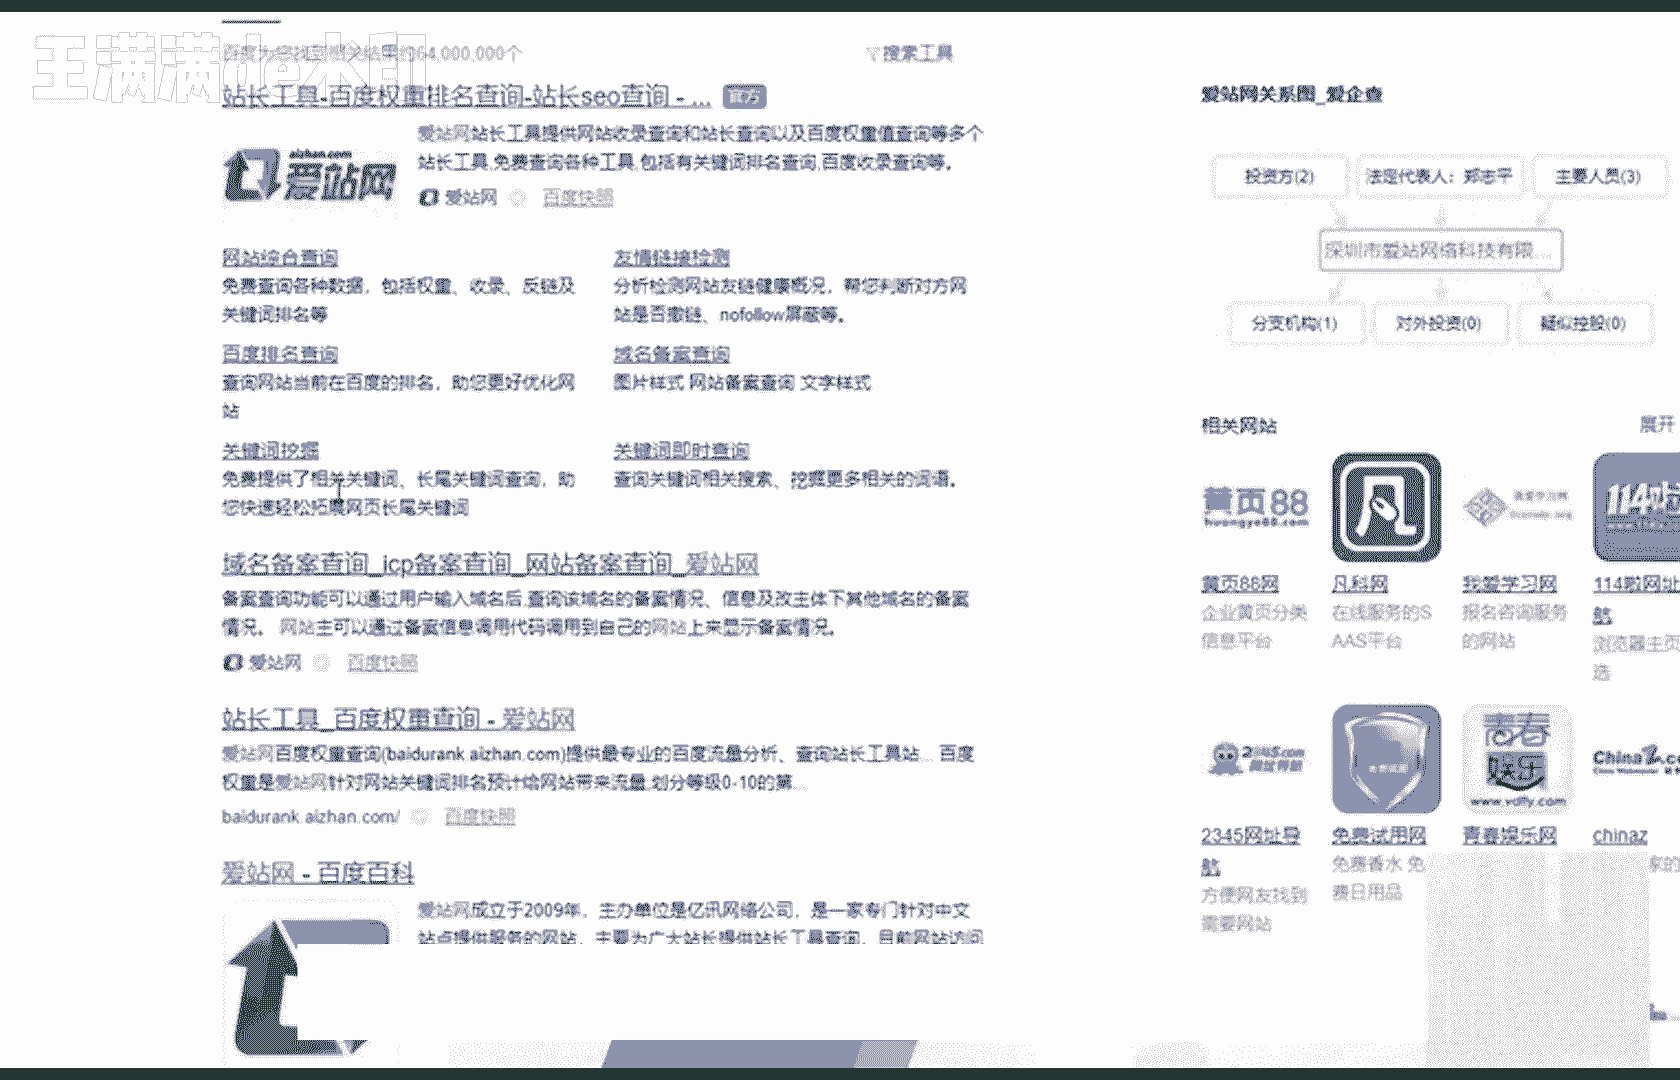 王满满de水印
百度为您找到相关结果约64,000,000个
搜索工具
站长工具-百度权重排名查询-站长seo查询 - ...
官方
aizhan.com
爱站网
爱站网站长工具提供网站收录查询和站长查询以及百度权重值查询等多个
站长工具,免费查询各种工具,包括有关键词排名查询,百度收录查询等。
爱站网
百度快照
网站综合查询
免费查询各种数据，包括权重、收录、反链及
关键词排名等
友情链接检测
分析检测网站友链健康概况，帮您判断对方网
站是否撤链、nofollow屏蔽等。
百度排名查询
查询网站当前在百度的排名，助您更好优化网
站
域名备案查询
图片样式 网站备案查询 文字样式
关键词挖掘
免费提供了相关关键词、长尾关键词查询，助
您快速轻松拓展网页长尾关键词
关键词即时查询
查询关键词相关搜索、挖掘更多相关的词语。
域名备案查询_icp备案查询_网站备案查询_爱站网
备案查询功能可以通过用户输入域名后,查询该域名的备案情况、信息及改主体下其他域名的备案
情况。 网站主可以通过备案信息调用代码调用到自己的网站上来显示备案情况。
爱站网
百度快照
站长工具_百度权重查询 - 爱站网
爱站网百度权重查询(baidurank.aizhan.com)提供最专业的百度流量分析、查询站长工具站... 百度
权重是爱站网针对网站关键词排名预计给网站带来流量,划分等级0-10的第...
baidurank.aizhan.com/
百度快照
爱站网 - 百度百科
爱站网成立于2009年，主办单位是亿讯网络公司，是一家专门针对中文
站点提供服务的网站，主要为广大站长提供站长工具查询，目前网站访问
爱站网关系图_爱企查
投资方(2)
法定代表人：郑志平
主要人员(3)
深圳市爱站网络科技有限...
分支机构(1)
对外投资(0)
疑似控股(0)
相关网站
展开
黄页88
huangye88.com
114啦
黄页88网
企业黄页分类
信息平台
凡科网
在线服务的S
AAS平台
我爱学习网
报名咨询服务
的网站
114啦网址
航
浏览器主页
选
2345.com
青春
娱乐
www.vdfly.com
ChinaZ.c
2345网址导
航
方便网友找到
需要网站
免费试用网
免费香水 免
费日用品
青春娱乐网
chinaz
家的